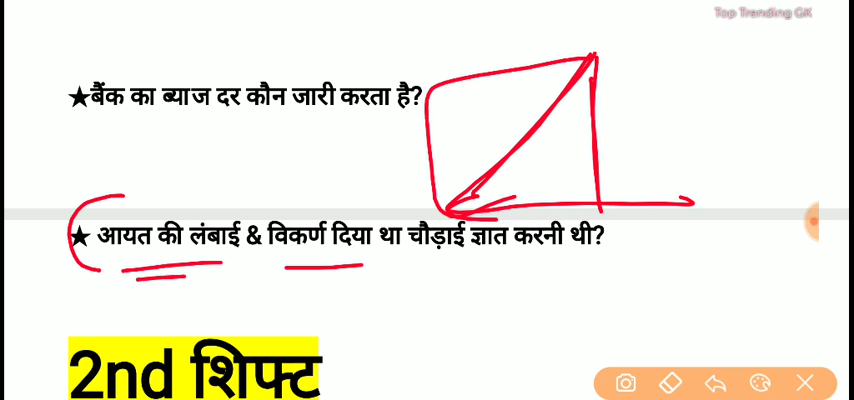 Top Trending GK
★बैंक का ब्याज दर कौन जारी करता है?
★ आयत की लंबाई & विकर्ण दिया था चौड़ाई ज्ञात करनी थी?
2nd शिफ्ट